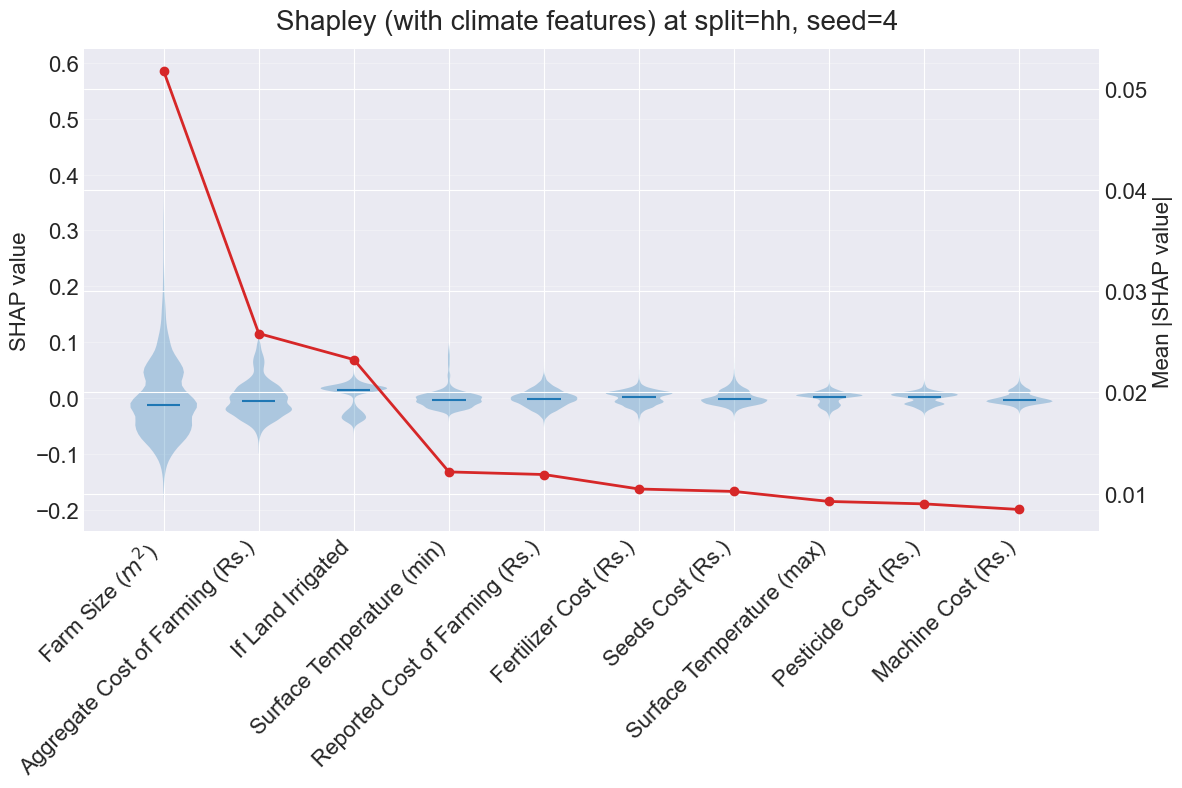 Shapley (with climate features) at split=hh, seed=4
SHAP value
0.6
0.5
0.4
0.3
0.2
0.1
0.0
−0.1
−0.2
0.05
0.04
0.03
0.02
0.01
Mean |SHAP value|
Farm Size (m²)
Aggregate Cost of Farming (Rs.)
If Land Irrigated
Surface Temperature (min)
Reported Cost of Farming (Rs.)
Fertilizer Cost (Rs.)
Seeds Cost (Rs.)
Surface Temperature (max)
Pesticide Cost (Rs.)
Machine Cost (Rs.)